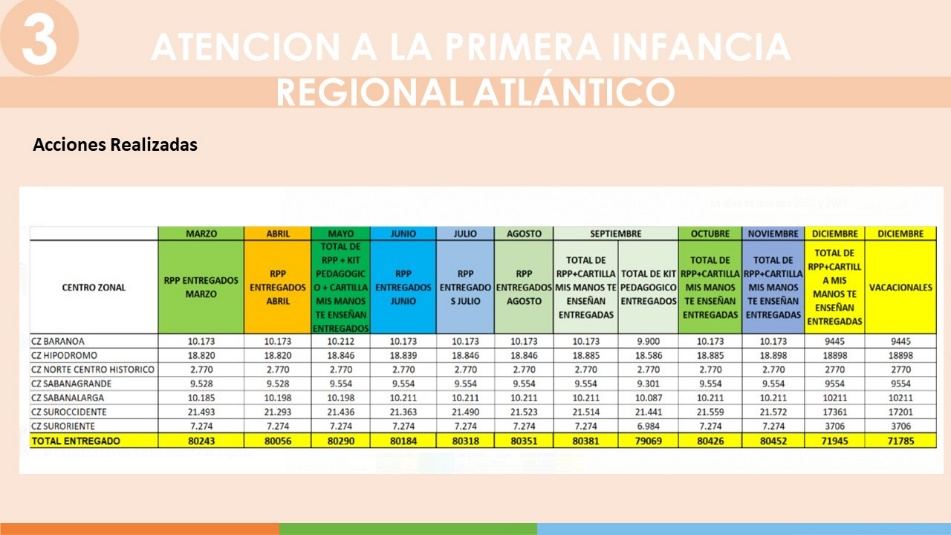 3
ATENCION A LA PRIMERA INFANCIA
REGIONAL ATLÁNTICO
Acciones Realizadas
MARZO ABRIL MAYO JUNIO JULIO AGOSTO SEPTIEMBRE OCTUBRE NOVIEMBRE DICIEMBRE DICIEMBRE
CENTRO ZONAL
RPP ENTREGADOS
MARZO
RPP
ENTREGADOS
ABRIL
TOTAL DE
RPP + KIT
PEDAGOGIC
O + CARTILLA
MIS MANOS
TE ENSEÑAN
ENTREGADOS
RPP
ENTREGADOS
JUNIO
RPP
ENTREGADO
S JULIO
RPP
ENTREGADOS
AGOSTO
TOTAL DE
RPP+CARTILLA
MIS MANOS TE
ENSEÑAN
ENTREGADAS
TOTAL DE KIT
PEDAGOGICO
ENTREGADOS
TOTAL DE
RPP+CARTILLA
MIS MANOS
TE ENSEÑAN
ENTREGADAS
TOTAL DE
RPP+CARTILLA
MIS MANOS
TE ENSEÑAN
ENTREGADAS
TOTAL DE
RPP+CARTILL
A MIS
MANOS TE
ENSEÑAN
ENTREGADAS
VACACIONALES
CZ BARANOA 10.173 10.173 10.212 10.173 10.173 10.173 10.173 9.900 10.173 10.173 9445 9445
CZ HIPODROMO 18.820 18.820 18.846 18.839 18.846 18.846 18.885 18.586 18.885 18.898 18898 18898
CZ NORTE CENTRO HISTORICO 2.770 2.770 2.770 2.770 2.770 2.770 2.770 2.770 2.770 2.770 2770 2770
CZ SABANAGRANDE 9.528 9.528 9.554 9.554 9.554 9.554 9.554 9.301 9.554 9.554 9554 9554
CZ SABANALARGA 10.185 10.198 10.198 10.211 10.211 10.211 10.211 10.087 10.211 10.211 10211 10211
CZ SUROCCIDENTE 21.493 21.293 21.436 21.363 21.490 21.523 21.514 21.441 21.559 21.572 17361 17201
CZ SURORIENTE 7.274 7.274 7.274 7.274 7.274 7.274 7.274 6.984 7.274 7.274 3706 3706
TOTAL ENTREGADO 80243 80056 80290 80184 80318 80351 80381 79069 80426 80452 71945 71785